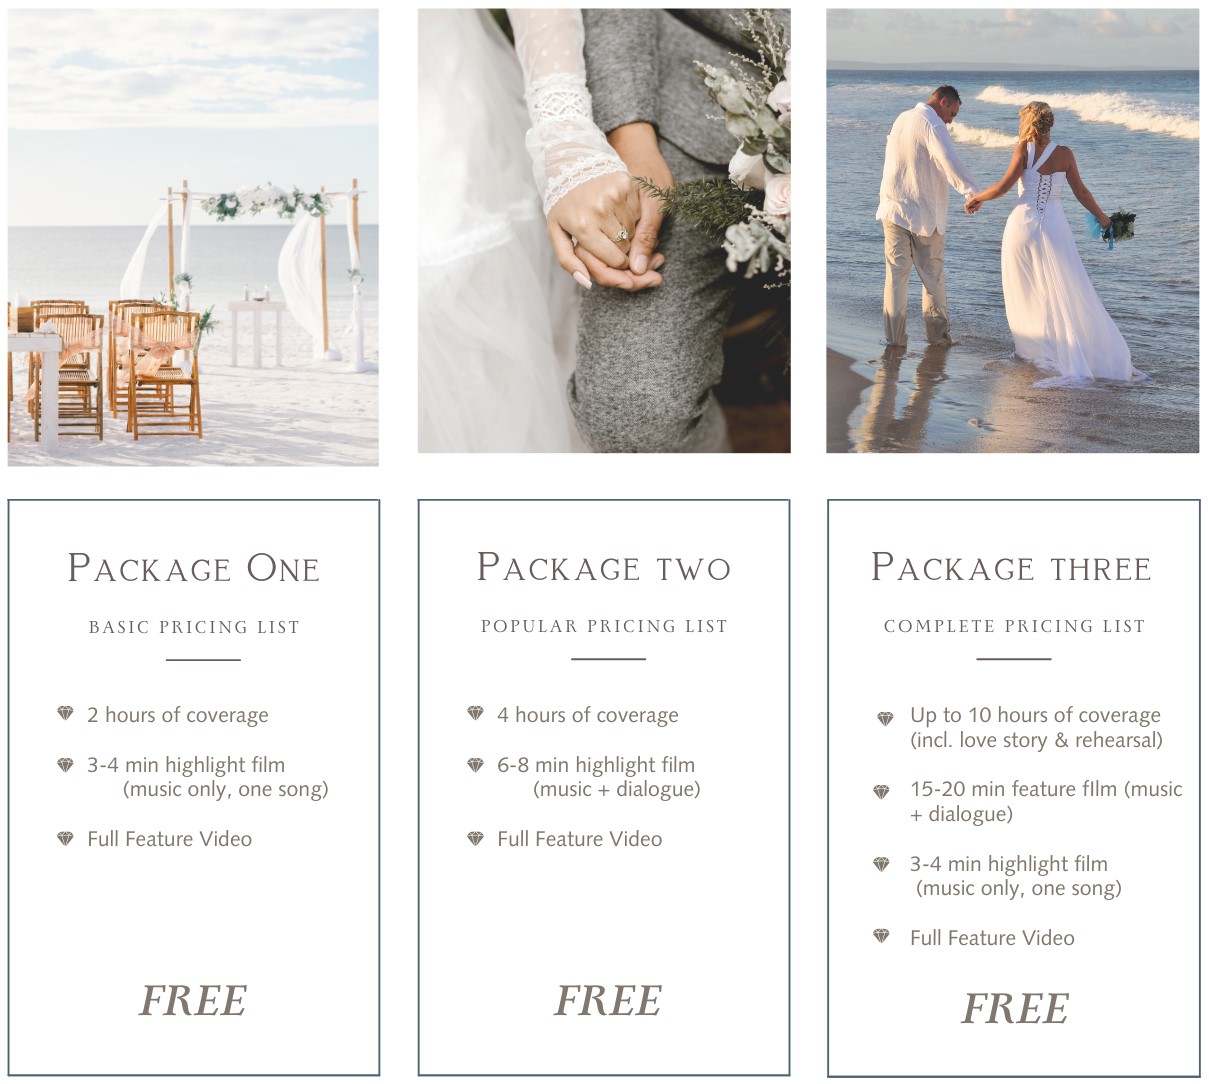 PACKAGE ONE
BASIC PRICING LIST
2 hours of coverage
3-4 min highlight film
(music only, one song)
Full Feature Video
FREE
PACKAGE TWO
POPULAR PRICING LIST
4 hours of coverage
6-8 min highlight film
(music + dialogue)
Full Feature Video
FREE
PACKAGE THREE
COMPLETE PRICING LIST
Up to 10 hours of coverage
(incl. love story & rehearsal)
15-20 min feature fIlm (music
+ dialogue)
3-4 min highlight film
(music only, one song)
Full Feature Video
FREE